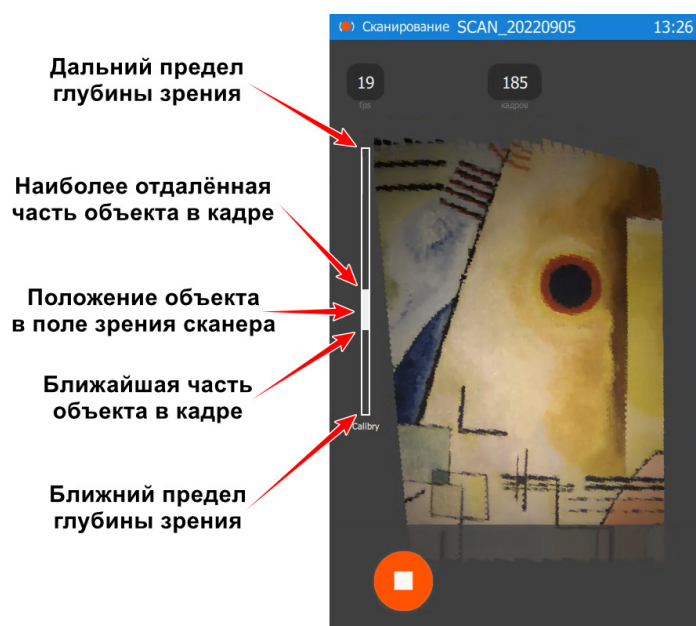 Сканирование SCAN_20220905 13:26
19
fps
185
кадров
Дальний предел
глубины зрения
Наиболее отдалённая
часть объекта в кадре
Положение объекта
в поле зрения сканера
Ближайшая часть
объекта в кадре
Calibry
Ближний предел
глубины зрения